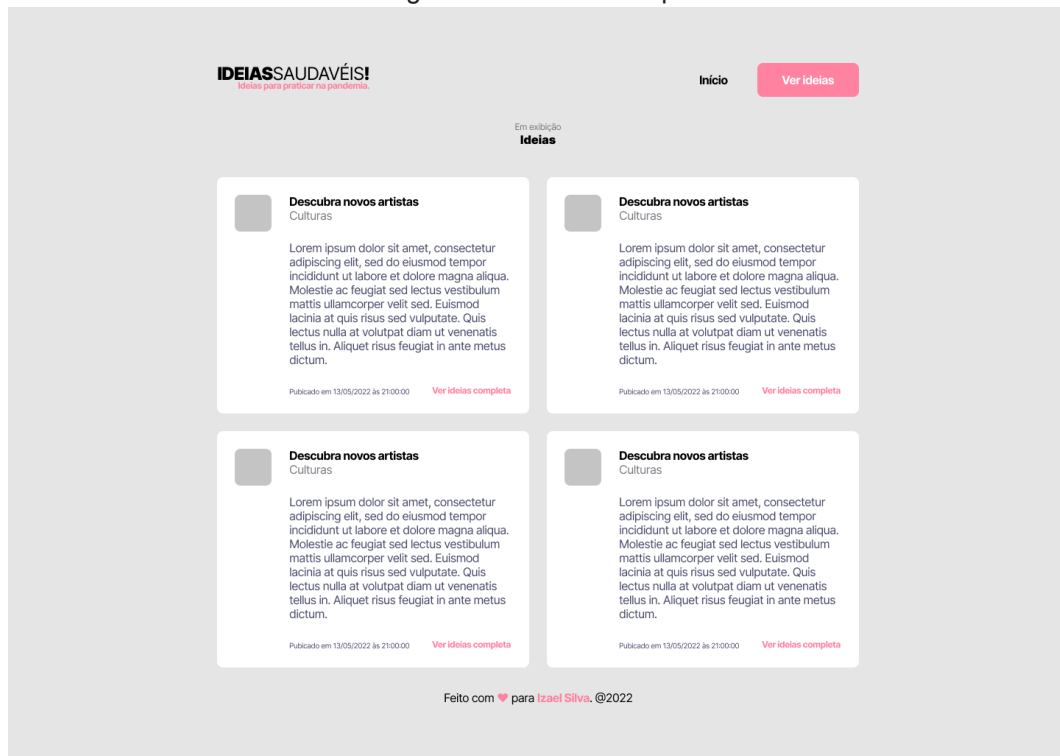 IDEIASSAUDAVÉIS!
Ideias para praticar na pandemia.
Início
Ver ideias
Em exibição
Ideias
Descubra novos artistas
Culturas
Lorem ipsum dolor sit amet, consectetur
adipiscing elit, sed do eiusmod tempor
incididunt ut labore et dolore magna aliqua.
Molestie ac feugiat sed lectus vestibulum
mattis ullamcorper velit sed. Euismod
lacinia at quis risus sed vulputate. Quis
lectus nulla at volutpat diam ut venenatis
tellus in. Aliquet risus feugiat in ante metus
dictum.
Pubicado em 13/05/2022 às 21:00:00
Ver ideias completa
Descubra novos artistas
Culturas
Lorem ipsum dolor sit amet, consectetur
adipiscing elit, sed do eiusmod tempor
incididunt ut labore et dolore magna aliqua.
Molestie ac feugiat sed lectus vestibulum
mattis ullamcorper velit sed. Euismod
lacinia at quis risus sed vulputate. Quis
lectus nulla at volutpat diam ut venenatis
tellus in. Aliquet risus feugiat in ante metus
dictum.
Pubicado em 13/05/2022 às 21:00:00
Ver ideias completa
Descubra novos artistas
Culturas
Lorem ipsum dolor sit amet, consectetur
adipiscing elit, sed do eiusmod tempor
incididunt ut labore et dolore magna aliqua.
Molestie ac feugiat sed lectus vestibulum
mattis ullamcorper velit sed. Euismod
lacinia at quis risus sed vulputate. Quis
lectus nulla at volutpat diam ut venenatis
tellus in. Aliquet risus feugiat in ante metus
dictum.
Pubicado em 13/05/2022 às 21:00:00
Ver ideias completa
Descubra novos artistas
Culturas
Lorem ipsum dolor sit amet, consectetur
adipiscing elit, sed do eiusmod tempor
incididunt ut labore et dolore magna aliqua.
Molestie ac feugiat sed lectus vestibulum
mattis ullamcorper velit sed. Euismod
lacinia at quis risus sed vulputate. Quis
lectus nulla at volutpat diam ut venenatis
tellus in. Aliquet risus feugiat in ante metus
dictum.
Pubicado em 13/05/2022 às 21:00:00
Ver ideias completa
Feito com ♥ para Izael Silva. @2022